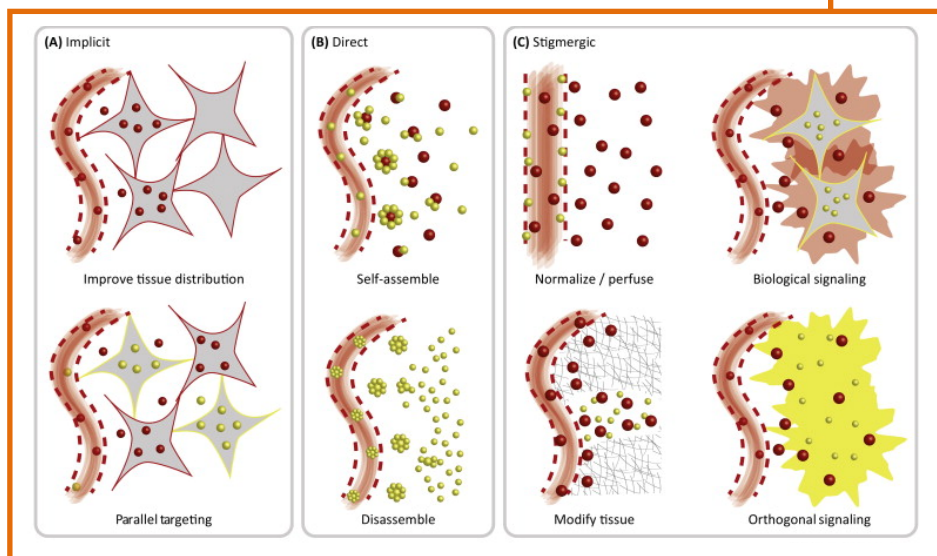 (A) Implicit
(B) Direct
(C) Stigmergic
Improve tissue distribution
Self-assemble
Normalize / perfuse
Biological signaling
Parallel targeting
Disassemble
Modify tissue
Orthogonal signaling